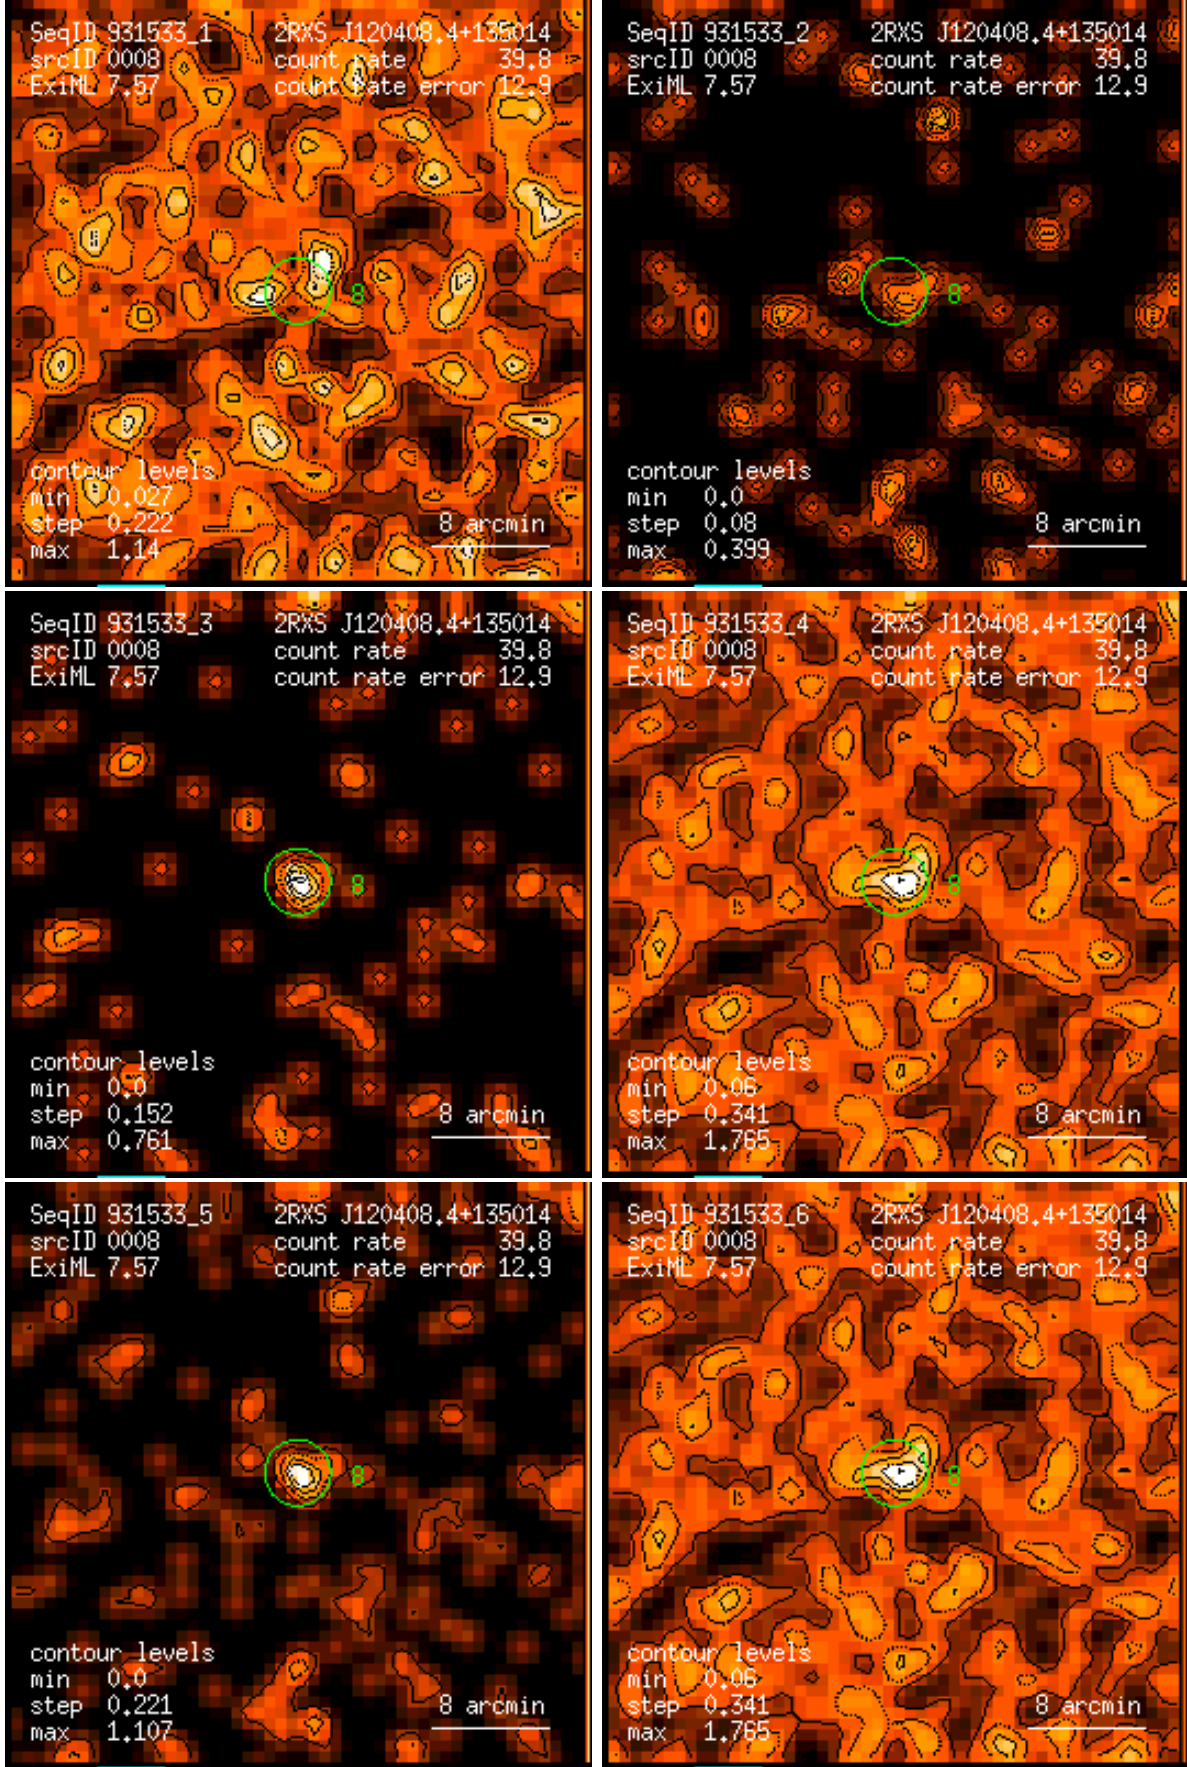 SeqID 931533_1 2RXS J120408.4+135014
srcID 0008 count rate 39.8
ExiML 7.57 count rate error 12.9
8
contour levels
min 0.027
step 0.222 8 arcmin
max 1.14
SeqID 931533_2 2RXS J120408.4+135014
srcID 0008 count rate 39.8
ExiML 7.57 count rate error 12.9
8
contour levels
min 0.0
step 0.08 8 arcmin
max 0.399
SeqID 931533_3 2RXS J120408.4+135014
srcID 0008 count rate 39.8
ExiML 7.57 count rate error 12.9
8
contour levels
min 0.0
step 0.152 8 arcmin
max 0.761
SeqID 931533_4 2RXS J120408.4+135014
srcID 0008 count rate 39.8
ExiML 7.57 count rate error 12.9
8
contour levels
min 0.06
step 0.341 8 arcmin
max 1.765
SeqID 931533_5 2RXS J120408.4+135014
srcID 0008 count rate 39.8
ExiML 7.57 count rate error 12.9
8
contour levels
min 0.0
step 0.221 8 arcmin
max 1.107
SeqID 931533_6 2RXS J120408.4+135014
srcID 0008 count rate 39.8
ExiML 7.57 count rate error 12.9
8
contour levels
min 0.06
step 0.341 8 arcmin
max 1.765